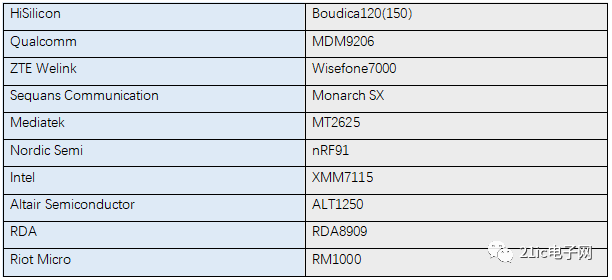 HiSilicon Boudica120(150)
Qualcomm MDM9206
ZTE Welink Wisefone7000
Sequans Communication Monarch SX
Mediatek MT2625
Nordic Semi nRF91
Intel XMM7115
Altair Semiconductor ALT1250
RDA RDA8909
Riot Micro RM1000
21ic电子网